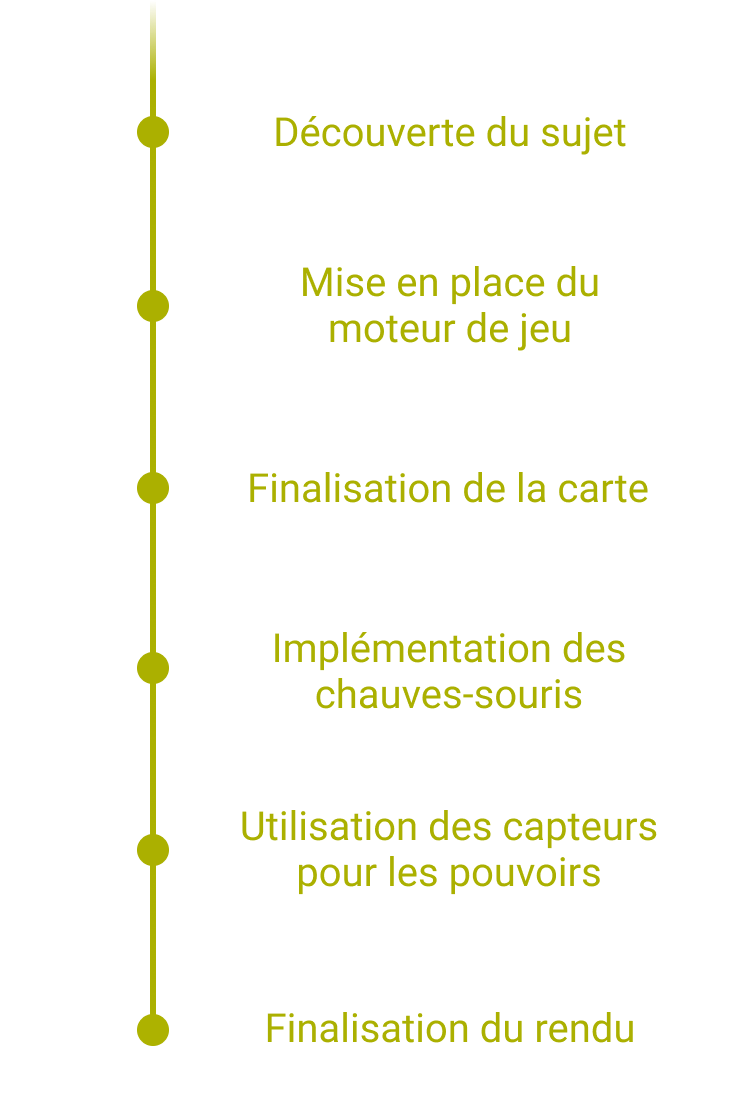 Découverte du sujet
Mise en place du
moteur de jeu
Finalisation de la carte
Implémentation des
chauves-souris
Utilisation des capteurs
pour les pouvoirs
Finalisation du rendu